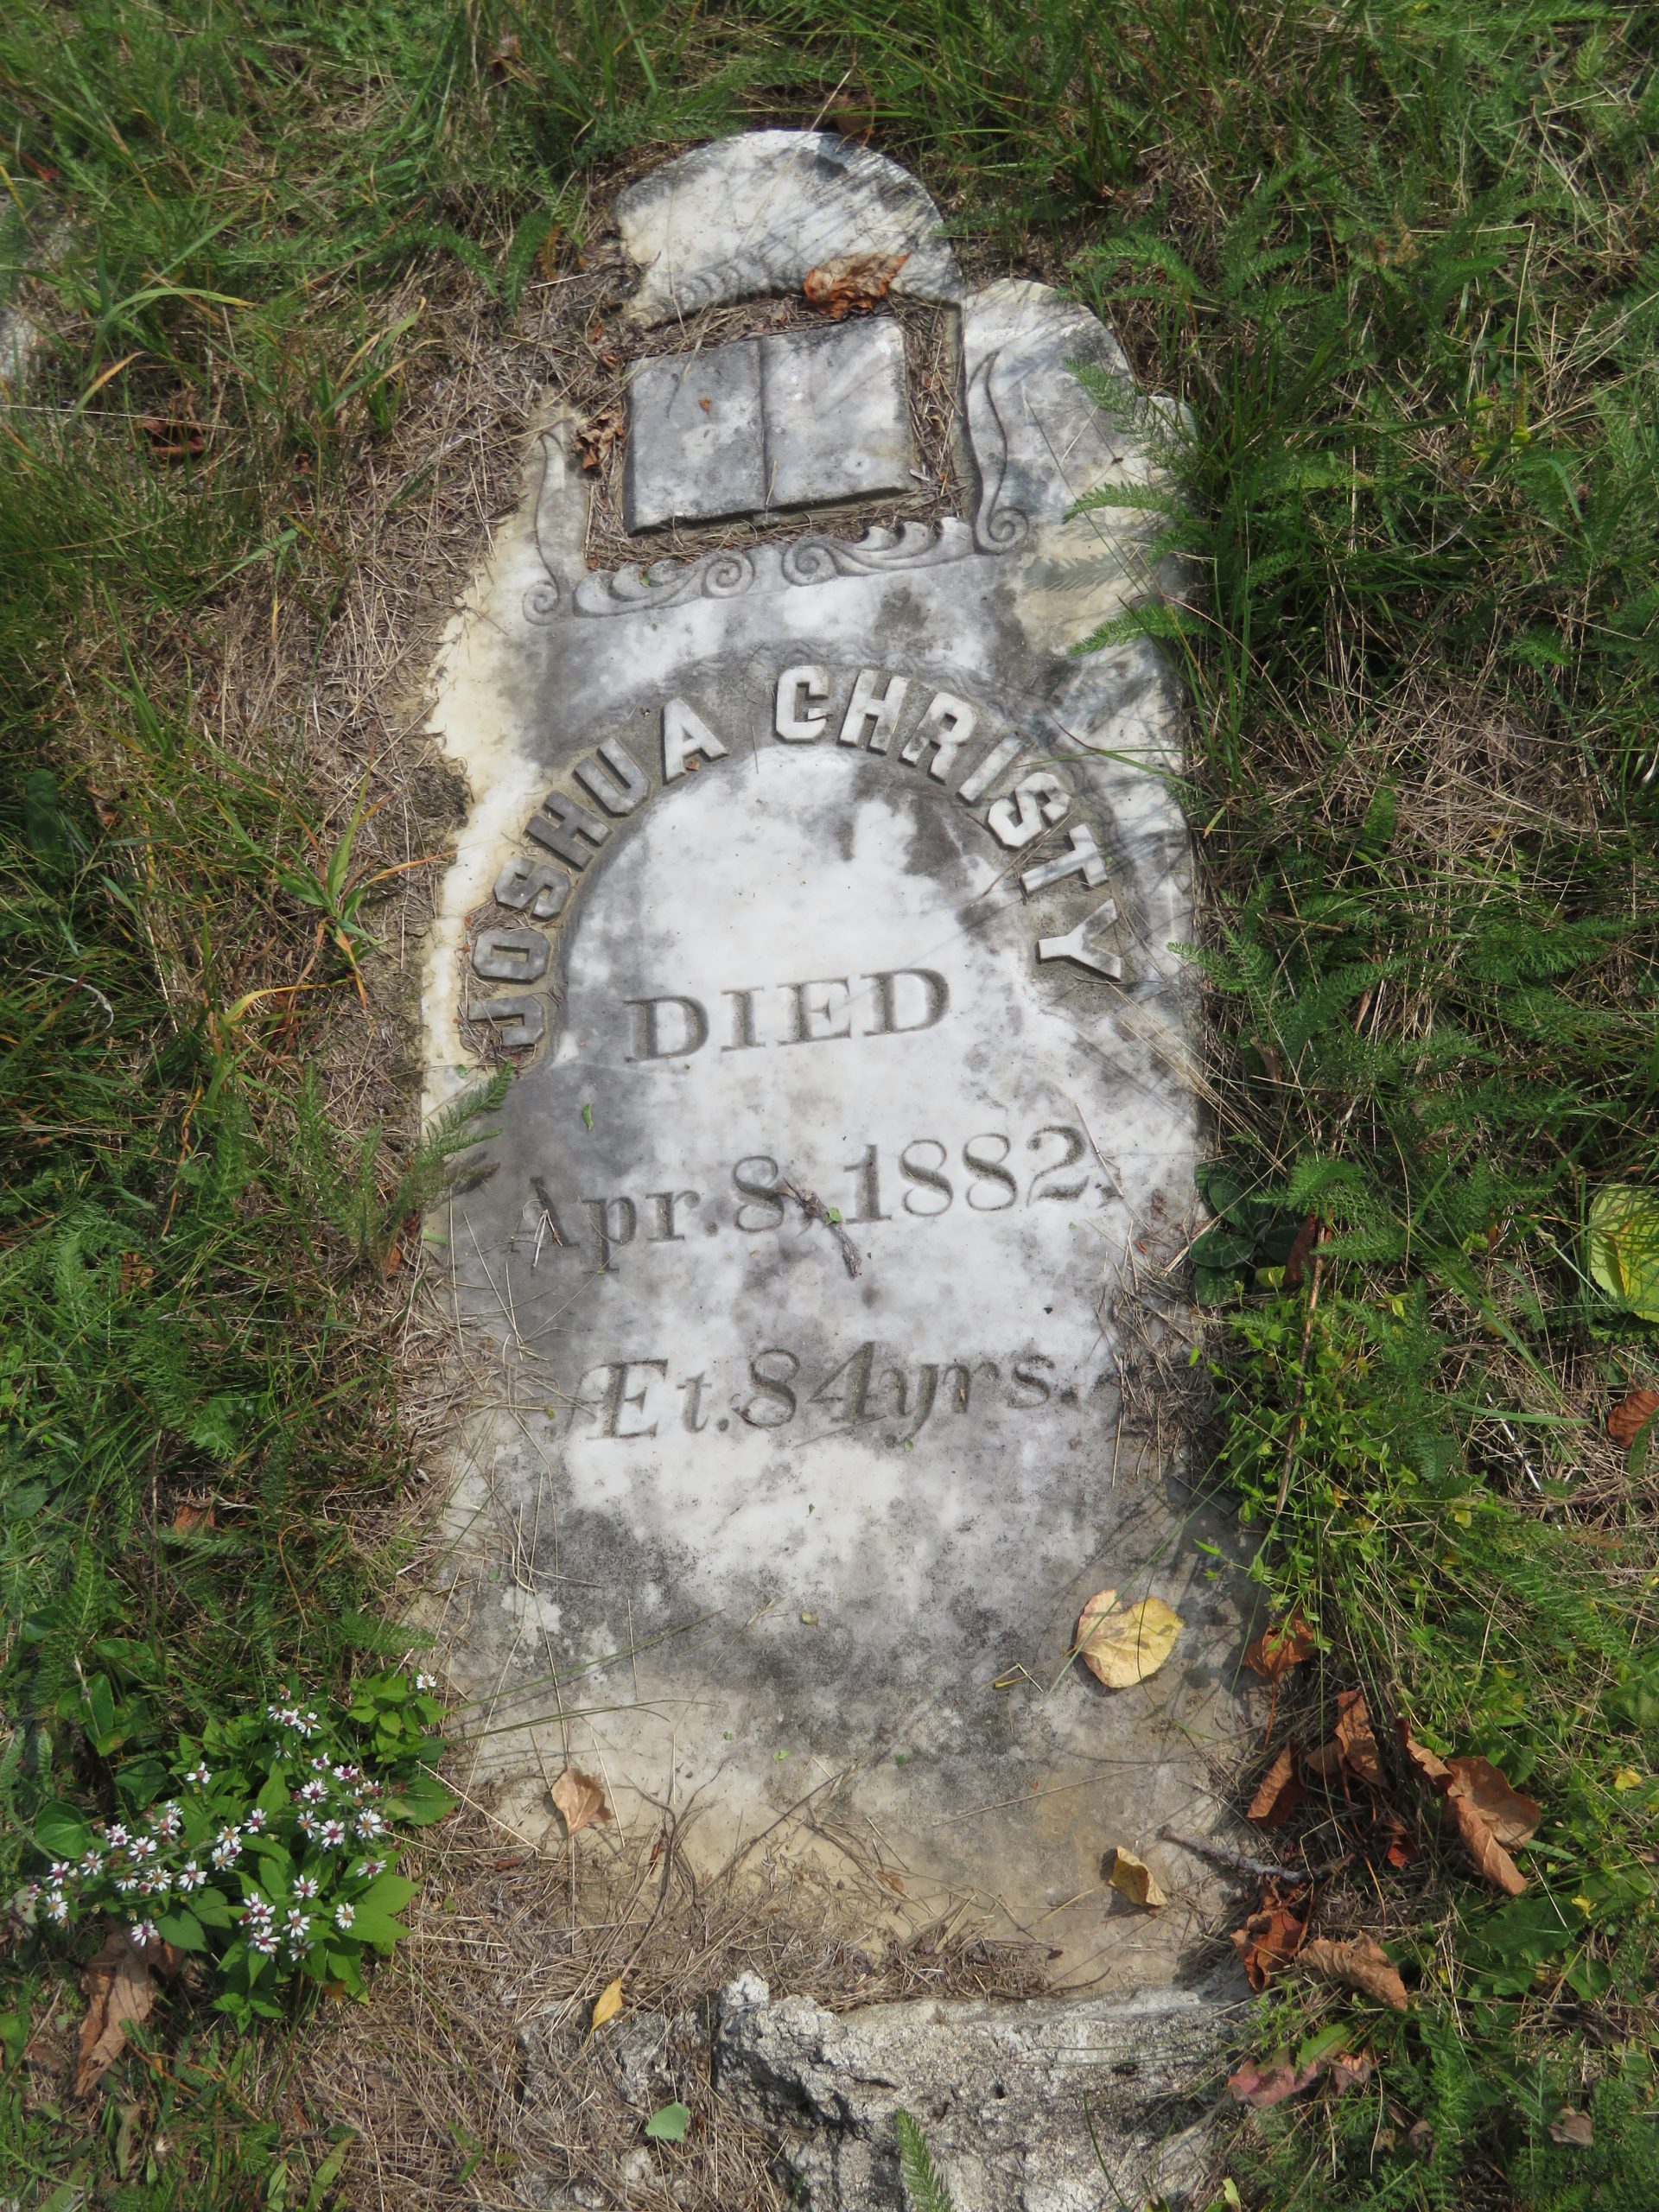 JOSHUA CHRISTY
DIED
Apr. 8, 1882,
Æt. 84 yrs.